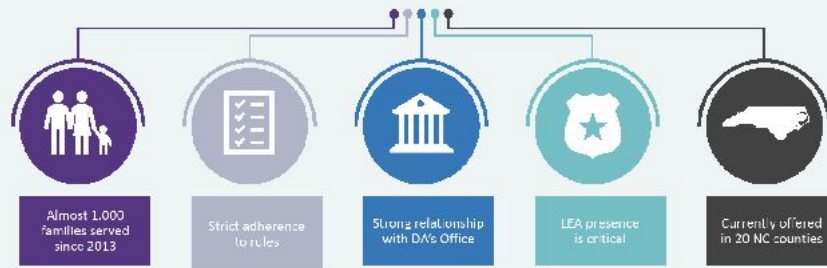 Almost 1,000
families served
since 2013
Strict adherence
to rules
Strong relationship
with DA's Office
LEA presence
is critical
Currently offered
in 20 NC counties